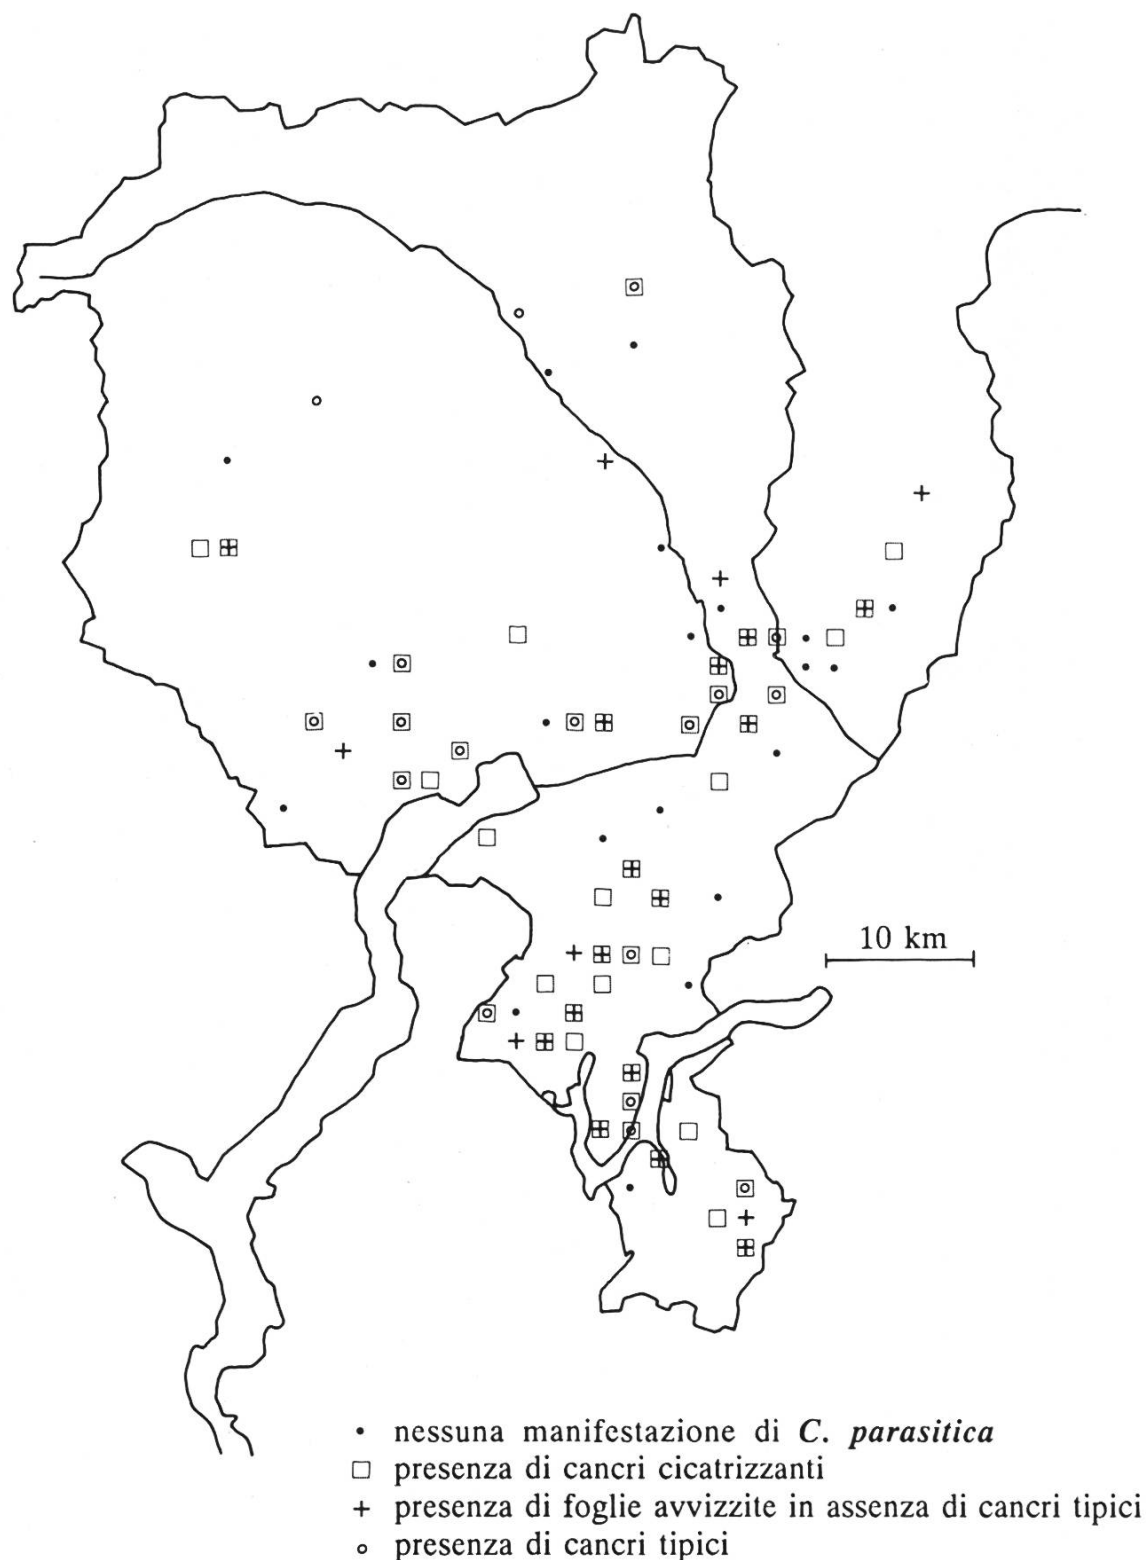 10 km
• nessuna manifestazione di C. parasitica
□ presenza di cancri cicatrizzanti
+ presenza di foglie avvizzite in assenza di cancri tipici
o presenza di cancri tipici